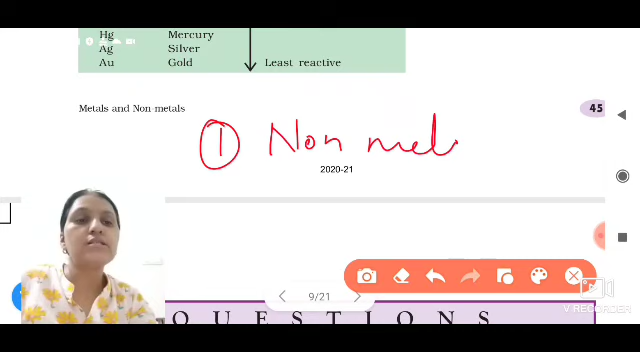 Hg Mercury
Ag Silver
Au Gold Least reactive
Metals and Non-metals 45
① Non met
2020-21
9/21
V RECORDER
QUESTIONS